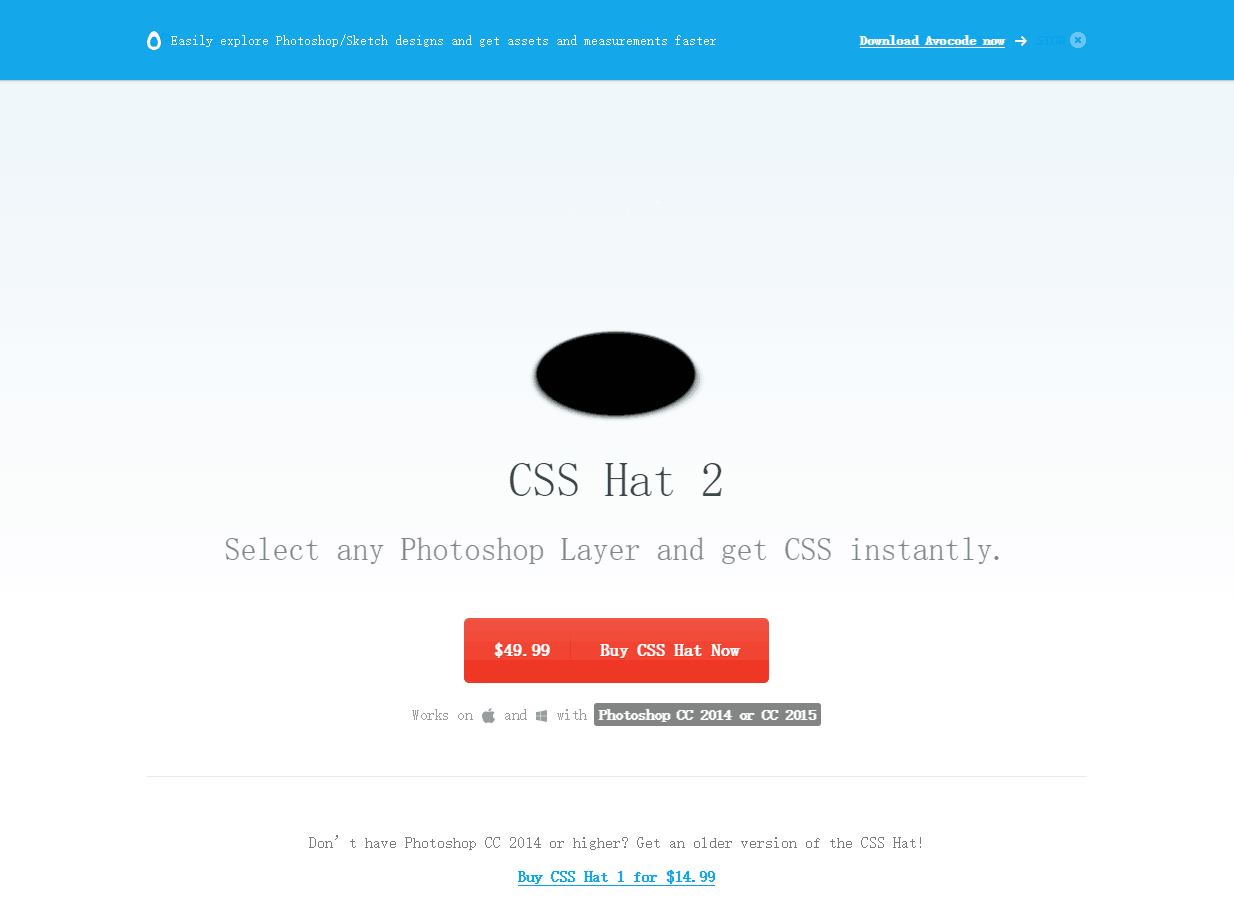 Easily explore Photoshop/Sketch designs and get assets and measurements faster
Download Avocode now
CSS Hat 2
Select any Photoshop Layer and get CSS instantly.
$49.99 Buy CSS Hat Now
Works on and with Photoshop CC 2014 or CC 2015
Don’t have Photoshop CC 2014 or higher? Get an older version of the CSS Hat!
Buy CSS Hat 1 for $14.99